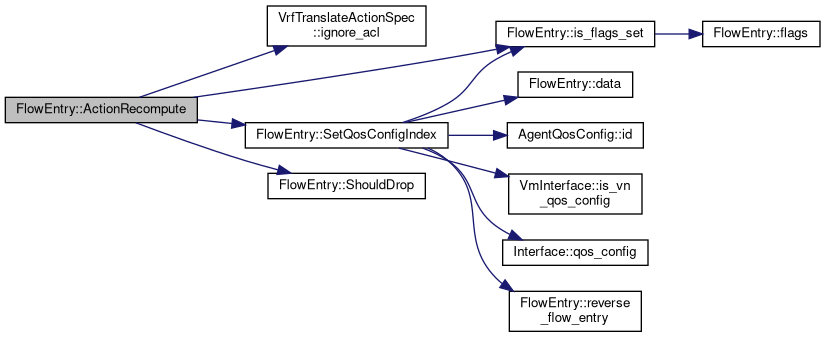 FlowEntry::ActionRecompute
VrfTranslateActionSpec
::ignore_acl
FlowEntry::SetQosConfigIndex
FlowEntry::ShouldDrop
FlowEntry::is_flags_set
FlowEntry::data
AgentQosConfig::id
VmInterface::is_vn
_qos_config
Interface::qos_config
FlowEntry::reverse
_flow_entry
FlowEntry::flags